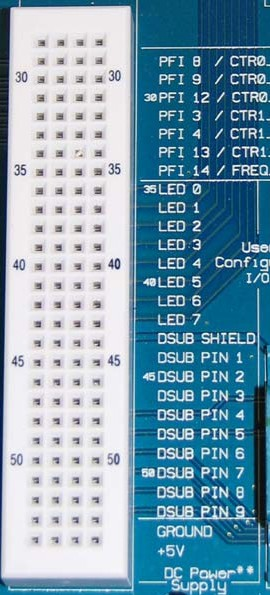 PFI 8 / CTR0
30 30
PFI 9 / CTR0
30 PFI 12 / CTR0
PFI 3 / CTR1
PFI 4 / CTR1
PFI 13 / CTR1
35 35
PFI 14 / FREQ
35 LED 0
LED 1
LED 2
LED 3
User
LED 4
Configu
40 40
40 LED 5
I/O
LED 6
LED 7
DSUB SHIELD
DSUB PIN 1
45 45
45 DSUB PIN 2
DSUB PIN 3
DSUB PIN 4
DSUB PIN 5
DSUB PIN 6
50 50
50 DSUB PIN 7
DSUB PIN 8
DSUB PIN 9
GROUND
+5V
DC Power**
Supply